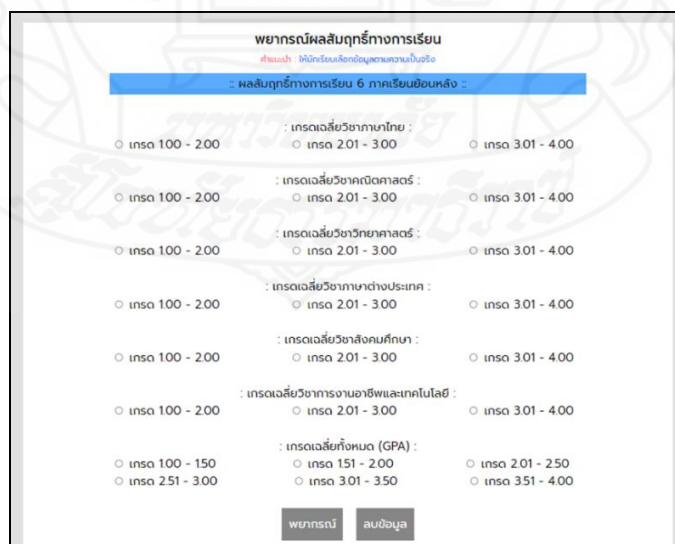 พยากรณ์ผลสัมฤทธิ์ทางการเรียน
คำแนะนำ : ให้นักเรียนเลือกข้อมูลตามความเป็นจริง
:: ผลสัมฤทธิ์ทางการเรียน 6 ภาคเรียนย้อนหลัง ::
: เกรดเฉลี่ยวิชาภาษาไทย :
เกรด 1.00 - 2.00 เกรด 2.01 - 3.00 เกรด 3.01 - 4.00
: เกรดเฉลี่ยวิชาคณิตศาสตร์ :
เกรด 1.00 - 2.00 เกรด 2.01 - 3.00 เกรด 3.01 - 4.00
: เกรดเฉลี่ยวิชาวิทยาศาสตร์ :
เกรด 1.00 - 2.00 เกรด 2.01 - 3.00 เกรด 3.01 - 4.00
: เกรดเฉลี่ยวิชาภาษาต่างประเทศ :
เกรด 1.00 - 2.00 เกรด 2.01 - 3.00 เกรด 3.01 - 4.00
: เกรดเฉลี่ยวิชาสังคมศึกษา :
เกรด 1.00 - 2.00 เกรด 2.01 - 3.00 เกรด 3.01 - 4.00
: เกรดเฉลี่ยวิชาการงานอาชีพและเทคโนโลยี :
เกรด 1.00 - 2.00 เกรด 2.01 - 3.00 เกรด 3.01 - 4.00
: เกรดเฉลี่ยทั้งหมด (GPA) :
เกรด 1.00 - 1.50 เกรด 1.51 - 2.00 เกรด 2.01 - 2.50
เกรด 2.51 - 3.00 เกรด 3.01 - 3.50 เกรด 3.51 - 4.00
พยากรณ์ ลบข้อมูล